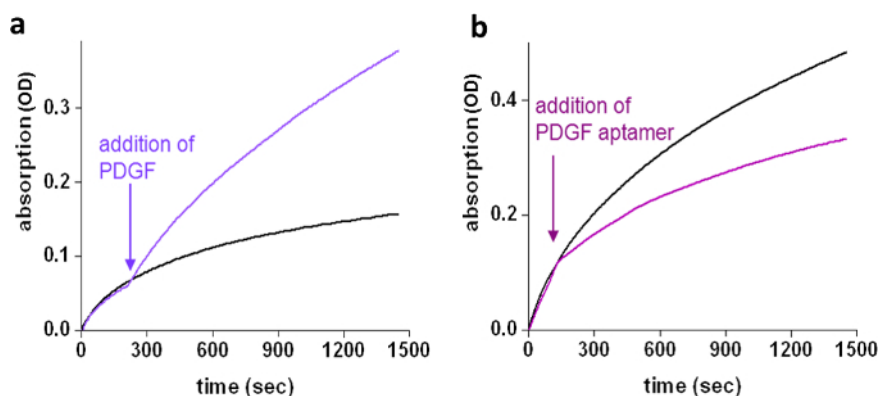 a
absorption (OD)
0.3
0.2
0.1
0.0
addition of
PDGF
0
300
600
900
1200
1500
time (sec)
b
absorption (OD)
0.4
0.2
0.0
addition of
PDGF aptamer
0
300
600
900
1200
1500
time (sec)